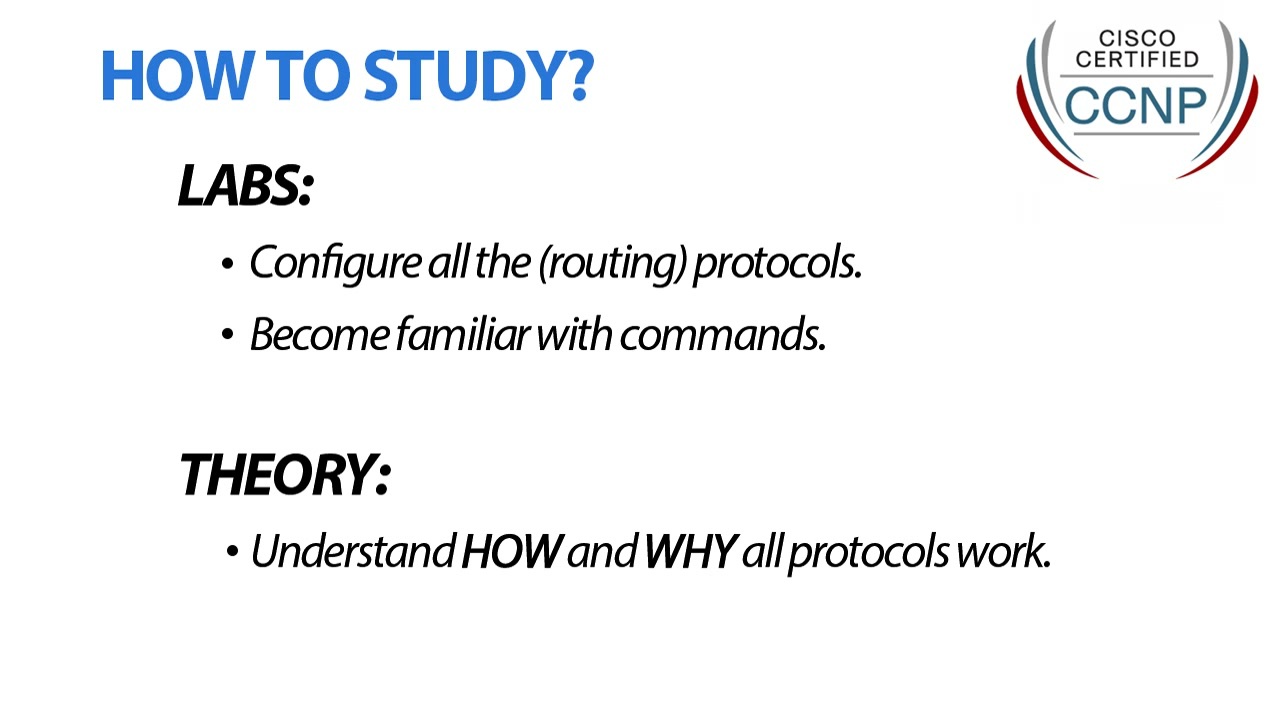 HOW TO STUDY?
CISCO
CERTIFIED
CCNP
LABS:
• Configure all the (routing) protocols.
• Become familiar with commands.
THEORY:
• Understand HOW and WHY all protocols work.